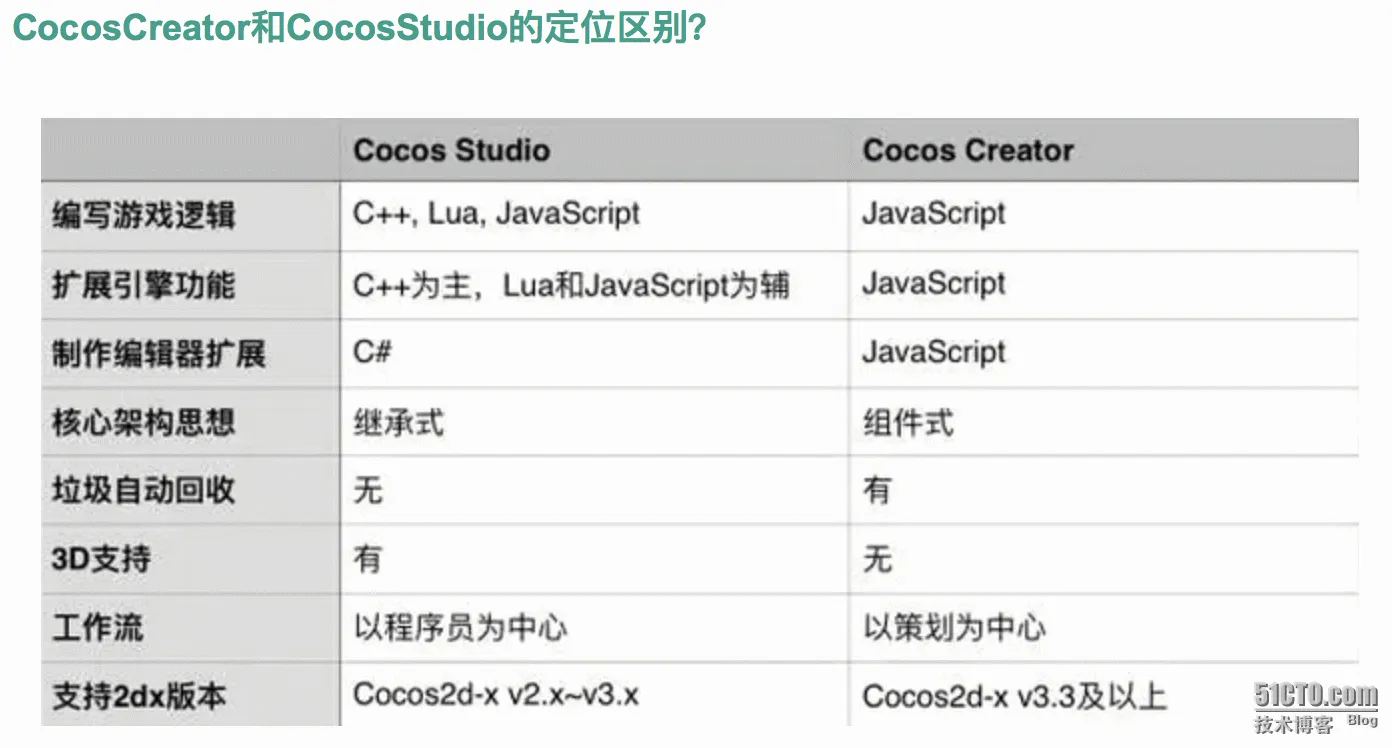 CocosCreator和CocosStudio的定位区别?
Cocos Studio Cocos Creator
编写游戏逻辑 C++, Lua, JavaScript JavaScript
扩展引擎功能 C++为主，Lua和JavaScript为辅 JavaScript
制作编辑器扩展 C# JavaScript
核心架构思想 继承式 组件式
垃圾自动回收 无 有
3D支持 有 无
工作流 以程序员为中心 以策划为中心
支持2dx版本 Cocos2d-x v2.x~v3.x Cocos2d-x v3.3及以上
51CTO.com
技术博客 Blog